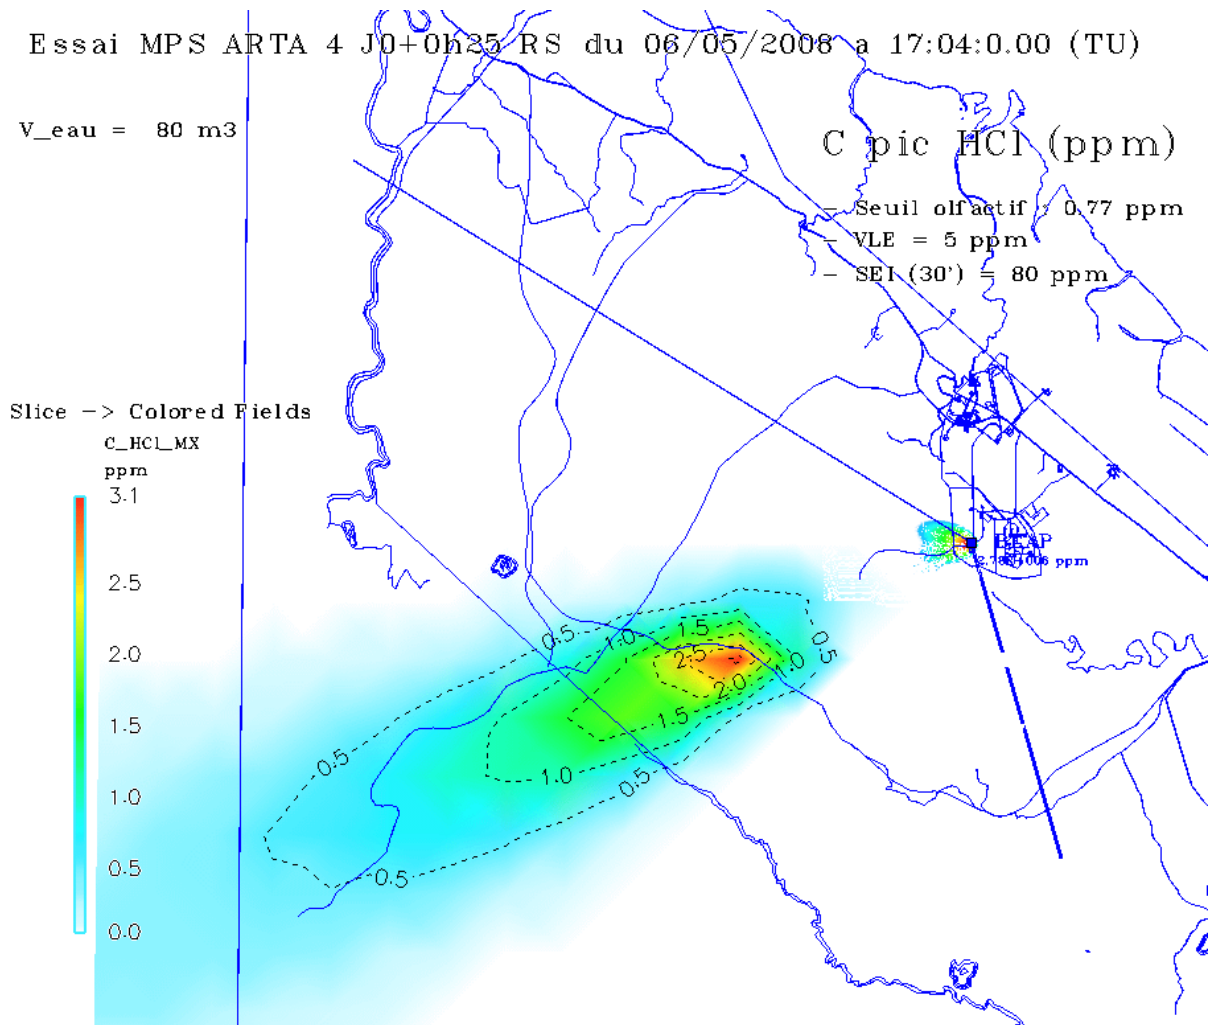 Essai MPS ARTA 4 J0+0h25 RS du 06/05/2008 a 17:04:0.00 (TU)
V_eau = 80 m3
C pic HCl (ppm)
- Seuil olfactif : 0.77 ppm
- VLE = 5 ppm
- SEI (30') = 80 ppm
Slice -> Colored Fields
C_HCl_MX
ppm
3.1
2.5
2.0
1.5
1.0
0.5
0.0
BEAP
ppm
0.5
1.0
1.5
0.5
2.5
1.0
2.0
1.5
0.5
1.0
0.5
0.5